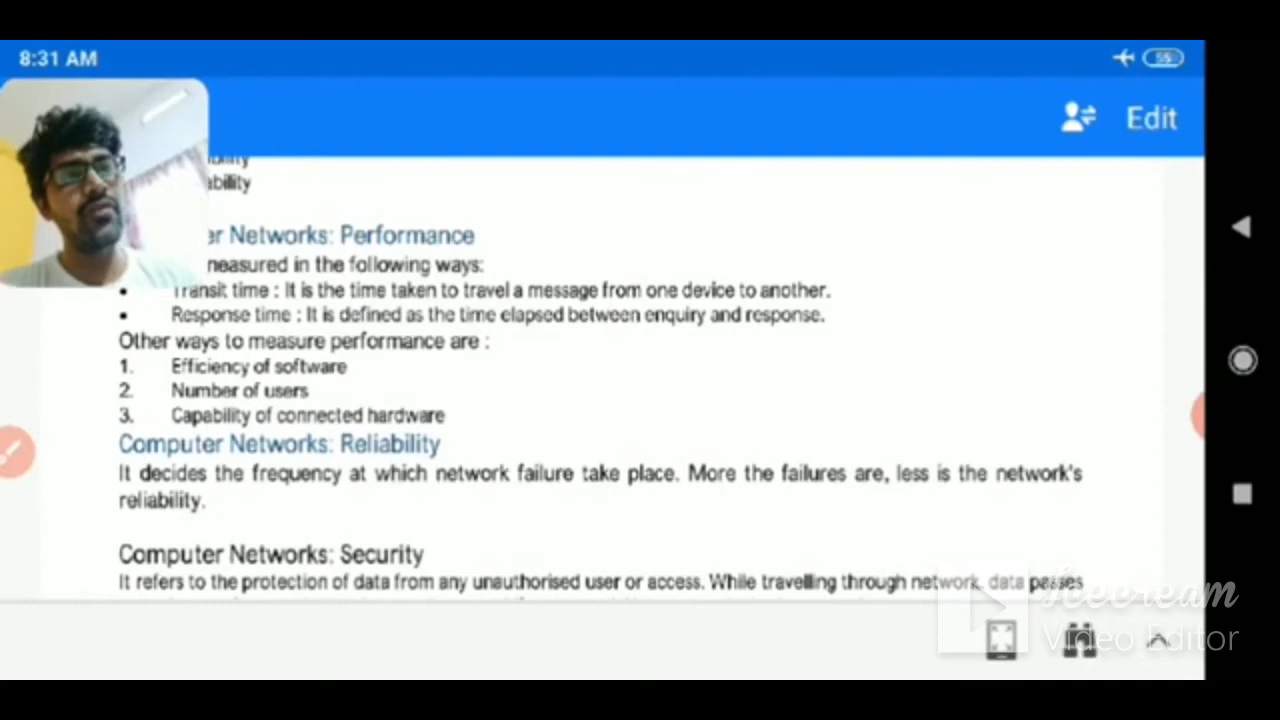 8:31 AM
55
Edit
ability
er Networks: Performance
measured in the following ways:
• Transit time : It is the time taken to travel a message from one device to another.
• Response time : It is defined as the time elapsed between enquiry and response.
Other ways to measure performance are :
1. Efficiency of software
2. Number of users
3. Capability of connected hardware
Computer Networks: Reliability
It decides the frequency at which network failure take place. More the failures are, less is the network's
reliability.
Computer Networks: Security
It refers to the protection of data from any unauthorised user or access. While travelling through network, data passes
Icecream
Video Editor